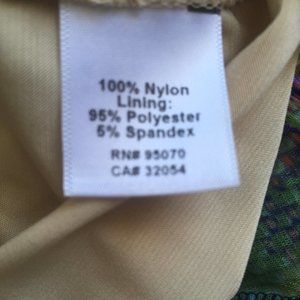 100% Nylon
Lining:
95% Polyester
5% Spandex
RN# 95070
CA# 32054